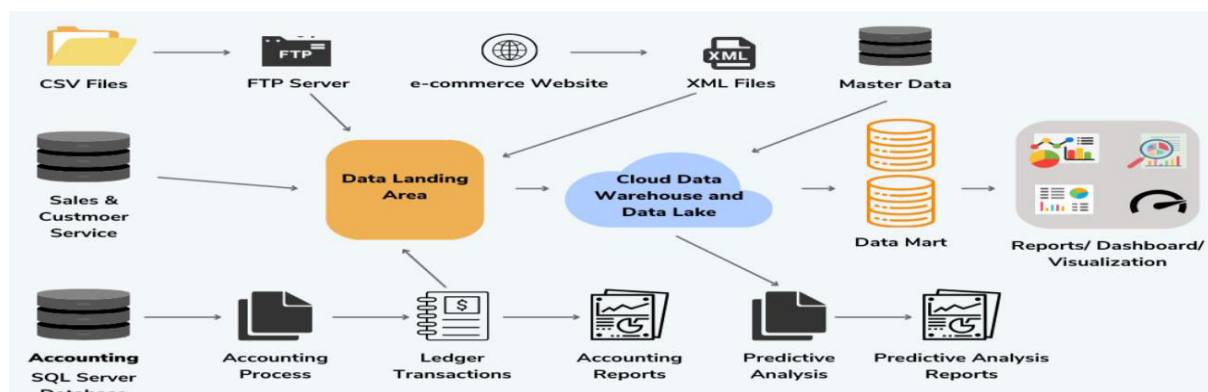 FTP
XML
CSV Files
FTP Server
e-commerce Website
XML Files
Master Data
Data Landing
Area
Cloud Data
Warehouse and
Data Lake
Sales &
Custmoer
Service
Data Mart
Reports/ Dashboard/
Visualization
$
Accounting
SQL Server
Database
Accounting
Process
Ledger
Transactions
Accounting
Reports
Predictive
Analysis
Predictive Analysis
Reports